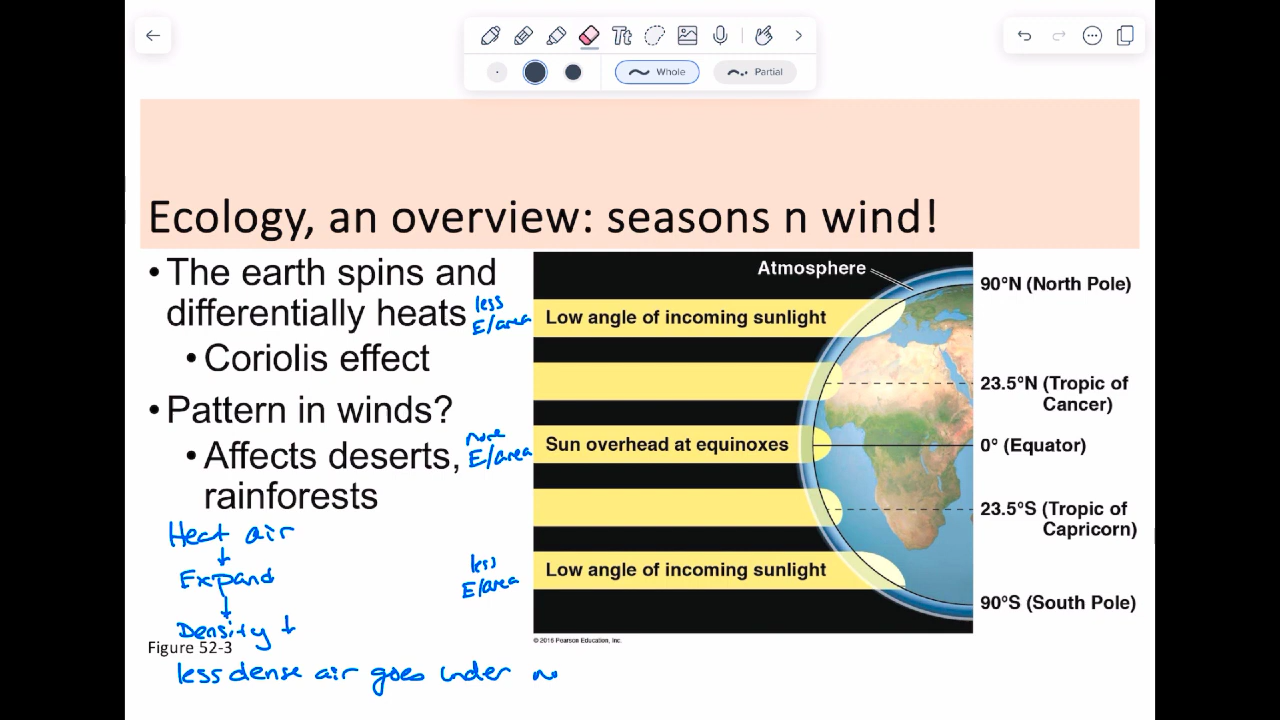 Tt
Whole
Partial
Ecology, an overview: seasons n wind!
• The earth spins and
differentially heats
less
E/area
• Coriolis effect
• Pattern in winds?
• Affects deserts,
rainforests
more
E/area
Heat air
↓
Expand
↓
Density ↓
Figure 52-3
less dense air goes under
less
E/area
Atmosphere
Low angle of incoming sunlight
Sun overhead at equinoxes
Low angle of incoming sunlight
90°N (North Pole)
23.5°N (Tropic of
Cancer)
0° (Equator)
23.5°S (Tropic of
Capricorn)
90°S (South Pole)
© 2016 Pearson Education, Inc.